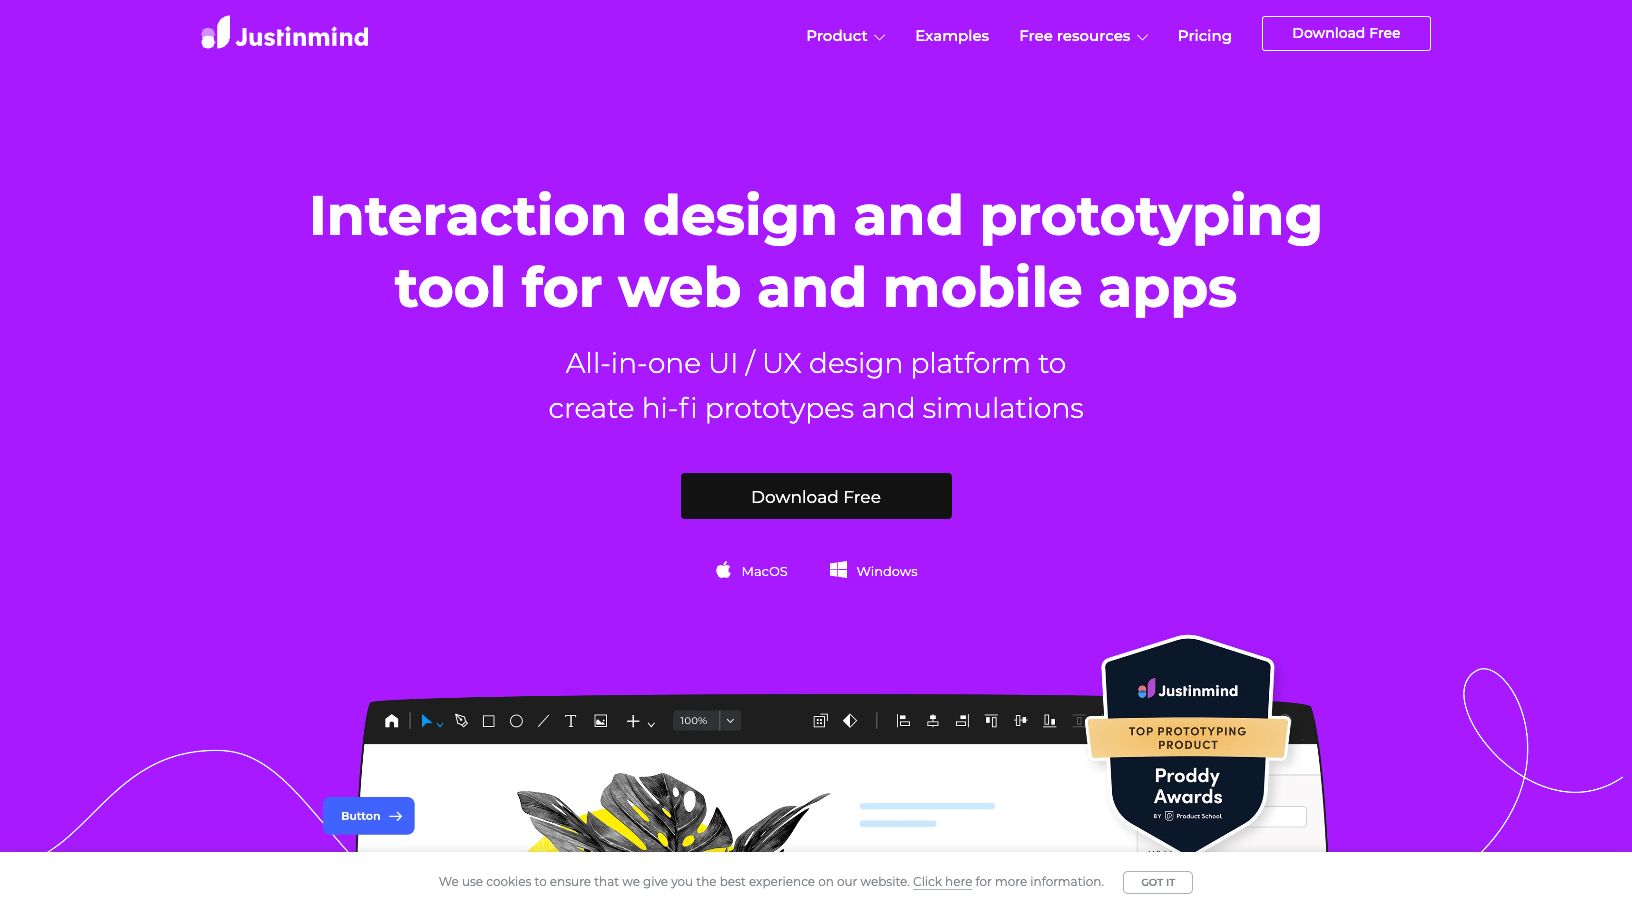 Justinmind
Product
Examples
Free resources
Pricing
Download Free
Interaction design and prototyping
tool for web and mobile apps
All-in-one UI / UX design platform to
create hi-fi prototypes and simulations
Download Free
MacOS
Windows
100%
Justinmind
TOP PROTOTYPING
PRODUCT
Proddy
Awards
BY Product School
Button
We use cookies to ensure that we give you the best experience on our website. Click here for more information.
GOT IT